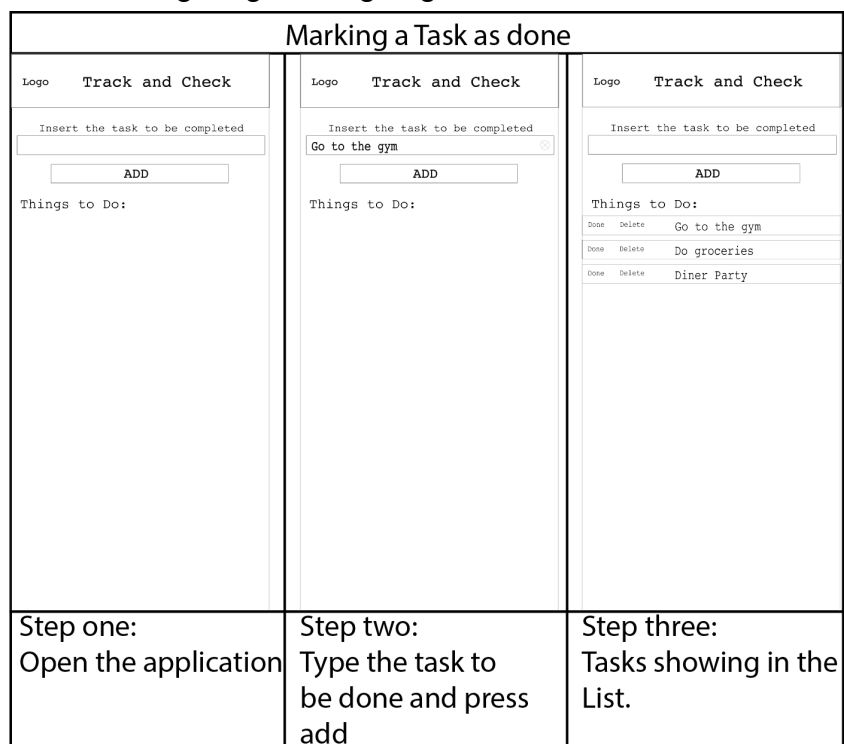 Marking a Task as done
Logo Track and Check
Insert the task to be completed
ADD
Things to Do:
Step one:
Open the application
Logo Track and Check
Insert the task to be completed
Go to the gym
ADD
Things to Do:
Step two:
Type the task to
be done and press
add
Logo Track and Check
Insert the task to be completed
ADD
Things to Do:
Done Delete Go to the gym
Done Delete Do groceries
Done Delete Diner Party
Step three:
Tasks showing in the
List.